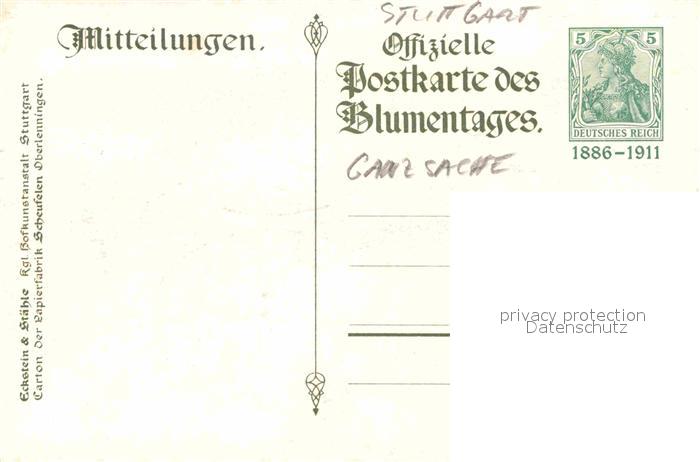 STUTTGART
Mitteilungen.
Offizielle
Postkarte des
Blumentages.
5 5
DEUTSCHES REICH
1886-1911
GANZSACHE
Eckstein & Stähle Kgl. Hofkunstanstalt Stuttgart
Carton der Papierfabrik Scheufelen Oberlenningen.
privacy protection
Datenschutz